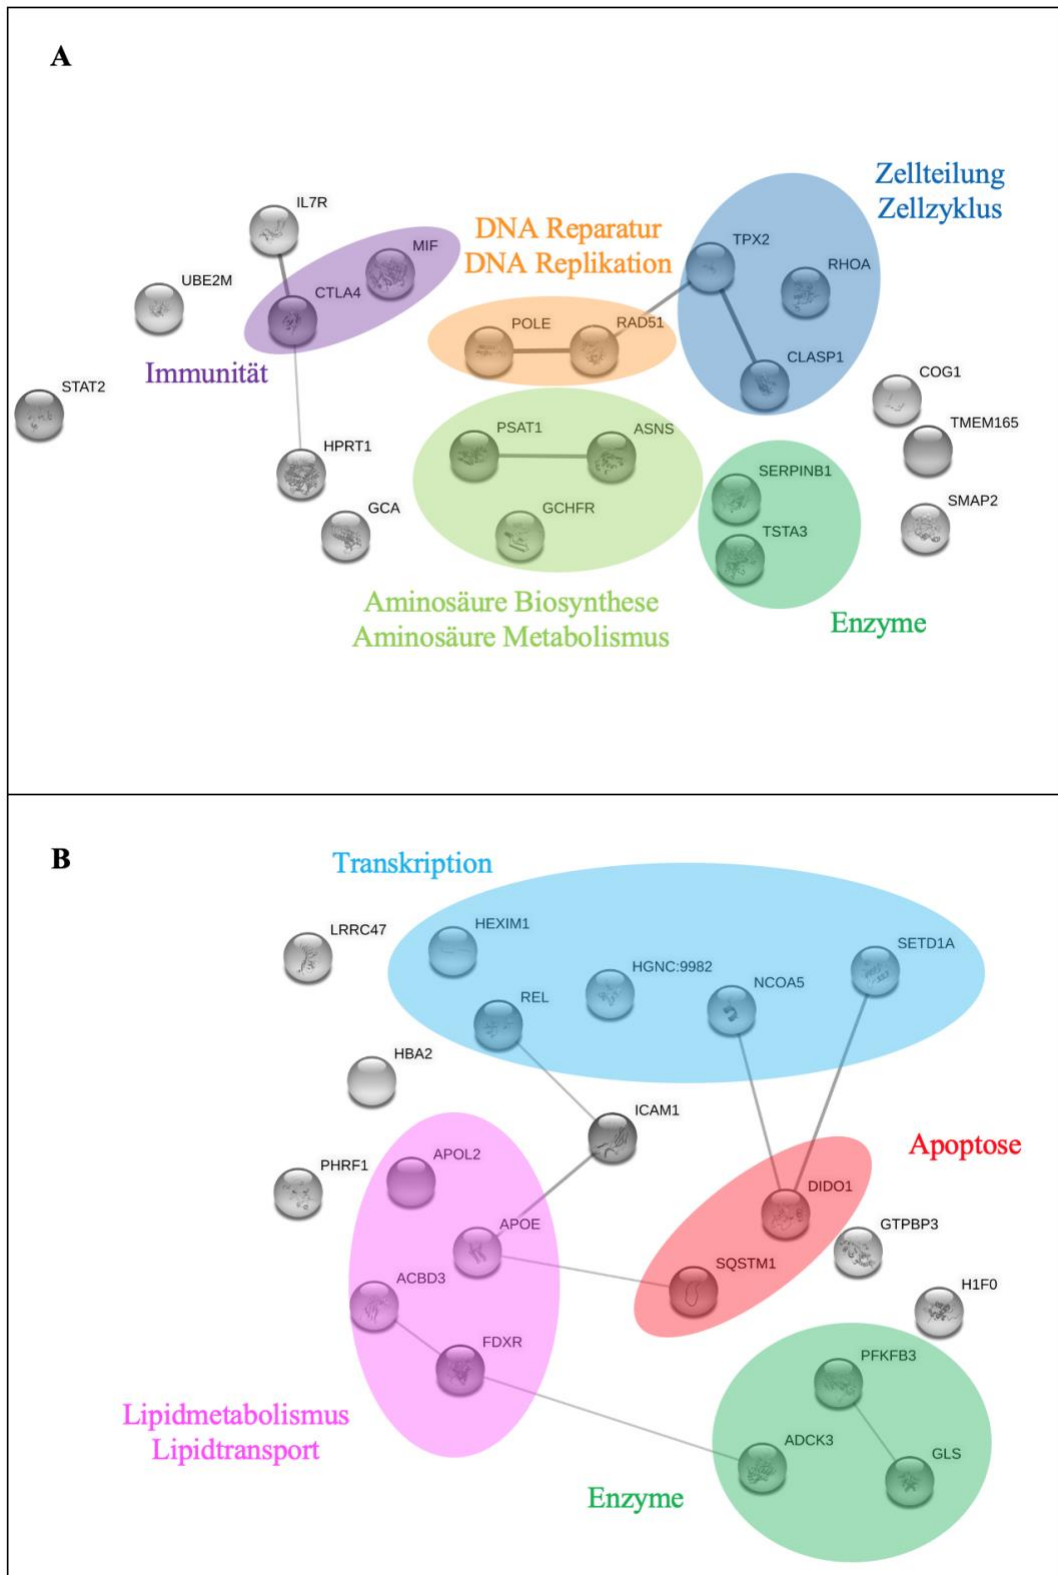 A
Zellteilung
Zellzyklus
IL7R
DNA Reparatur
DNA Replikation
TPX2
MIF
RHOA
UBE2M
CTLA4
POLE
RAD51
CLASP1
Immunität
COG1
STAT2
TMEM165
PSAT1
ASNS
HPRT1
SERPINB1
SMAP2
GCA
GCHFR
TSTA3
Aminosäure Biosynthese
Aminosäure Metabolismus
Enzyme
B
Transkription
LRRC47
HEXIM1
SETD1A
HGNC:9982
NCOA5
REL
HBA2
ICAM1
Apoptose
PHRF1
APOL2
DIDO1
APOE
GTPBP3
SQSTM1
ACBD3
H1F0
FDXR
PFKFB3
Lipidmetabolismus
Lipidtransport
ADCK3
GLS
Enzyme